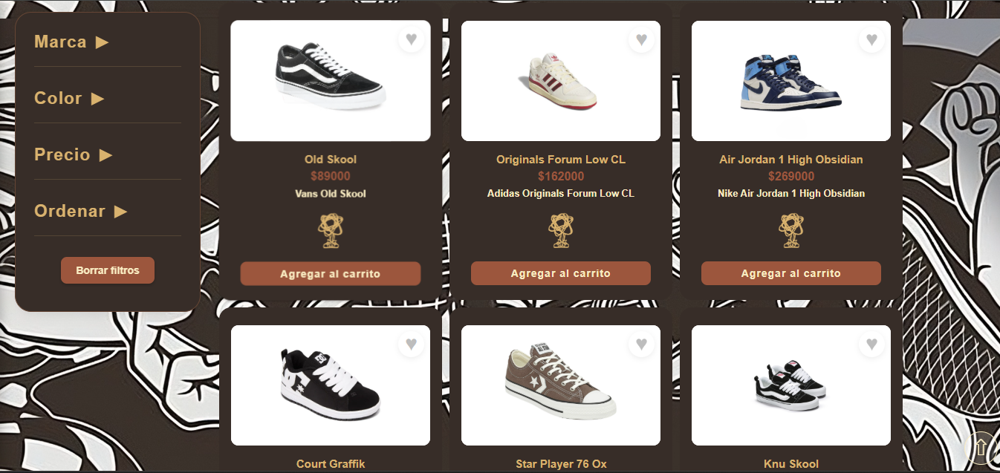 Marca ▶
Color ▶
Precio ▶
Ordenar ▶
Borrar filtros
Old Skool
$89000
Vans Old Skool
Agregar al carrito
Originals Forum Low CL
$162000
Adidas Originals Forum Low CL
Agregar al carrito
Air Jordan 1 High Obsidian
$269000
Nike Air Jordan 1 High Obsidian
Agregar al carrito
Court Graffik
Star Player 76 Ox
Knu Skool